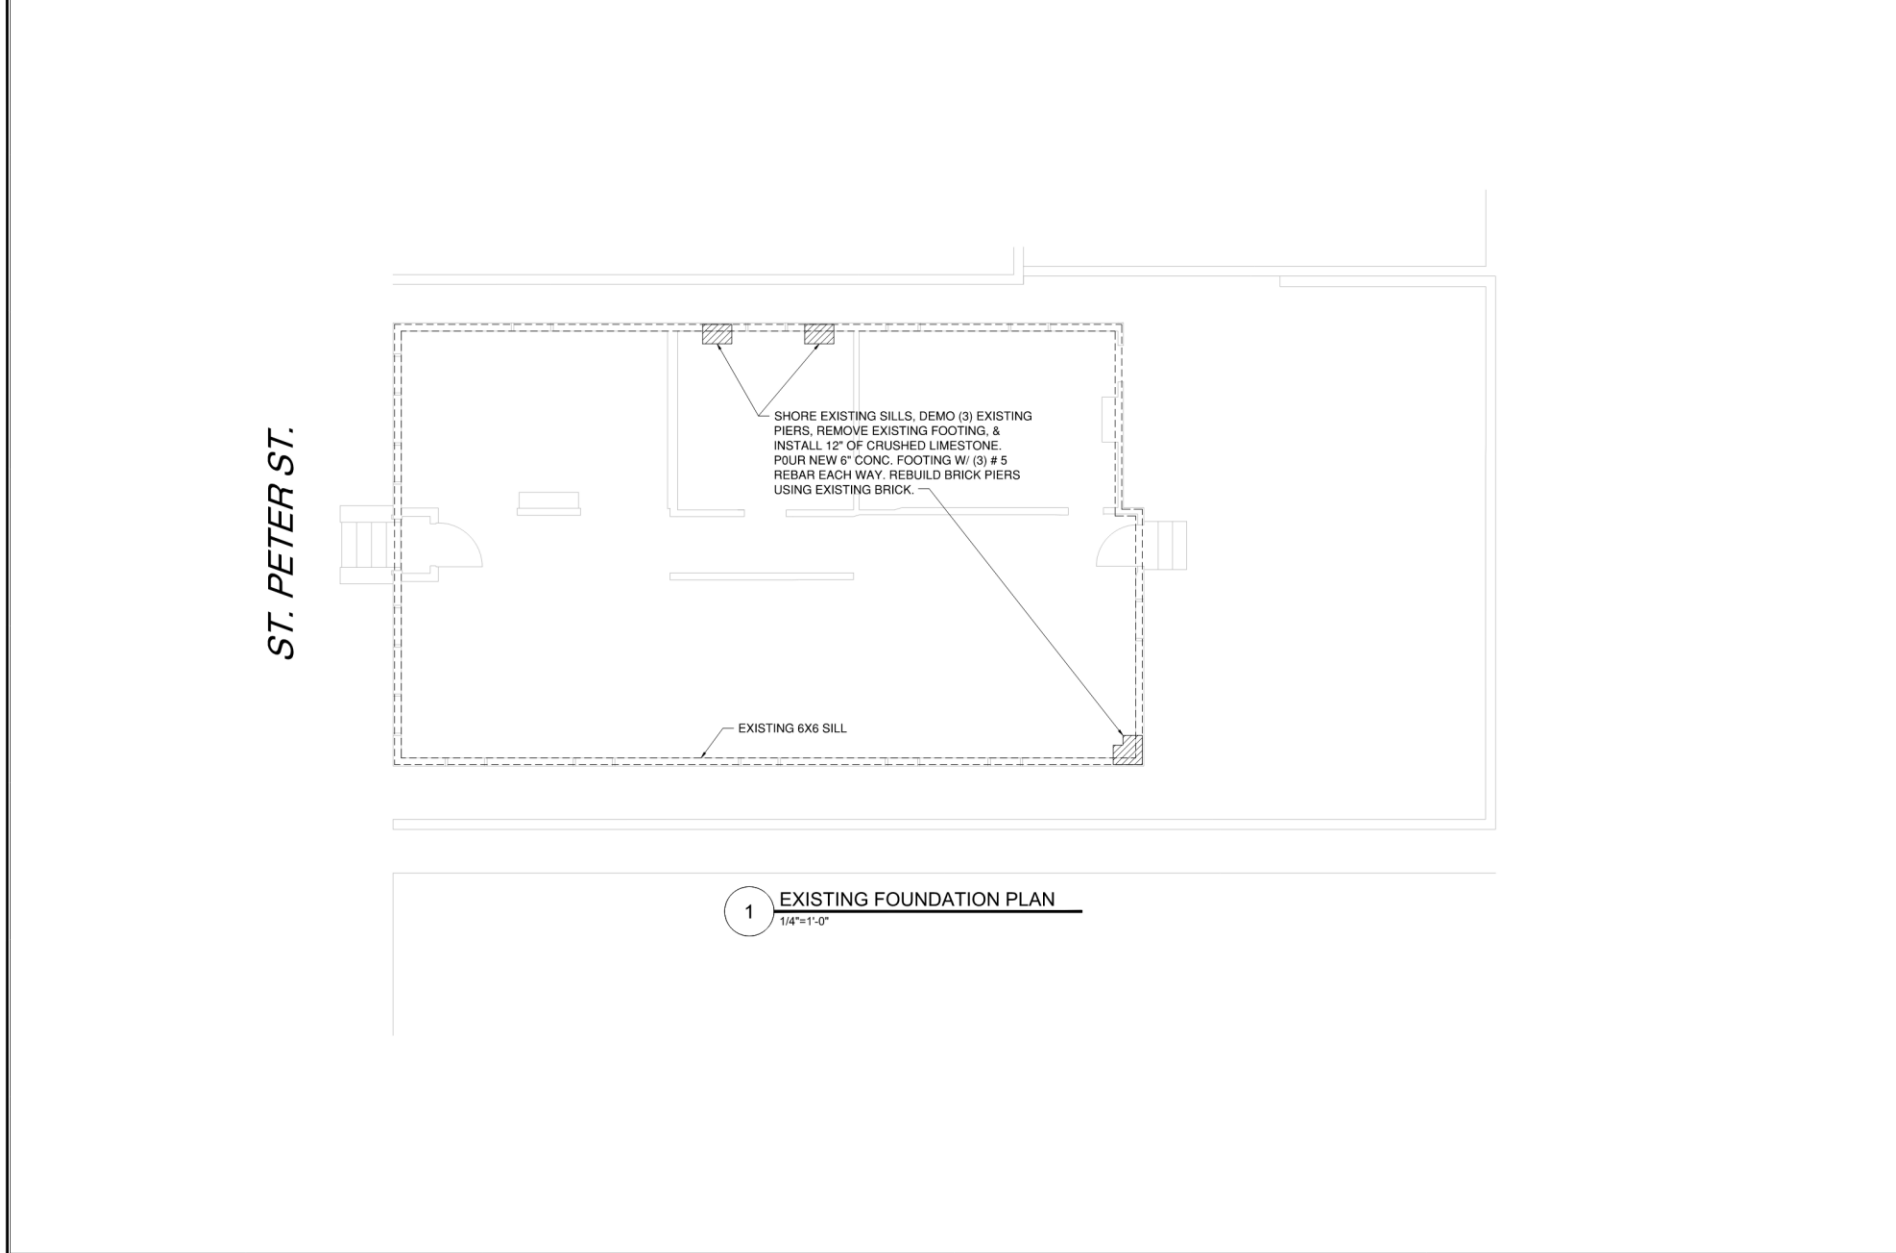 ST. PETER ST.
SHORE EXISTING SILLS, DEMO (3) EXISTING
PIERS, REMOVE EXISTING FOOTING, &
INSTALL 12" OF CRUSHED LIMESTONE.
P0UR NEW 6" CONC. FOOTING W/ (3) # 5
REBAR EACH WAY. REBUILD BRICK PIERS
USING EXISTING BRICK.
EXISTING 6X6 SILL
1
EXISTING FOUNDATION PLAN
1/4"=1'-0"